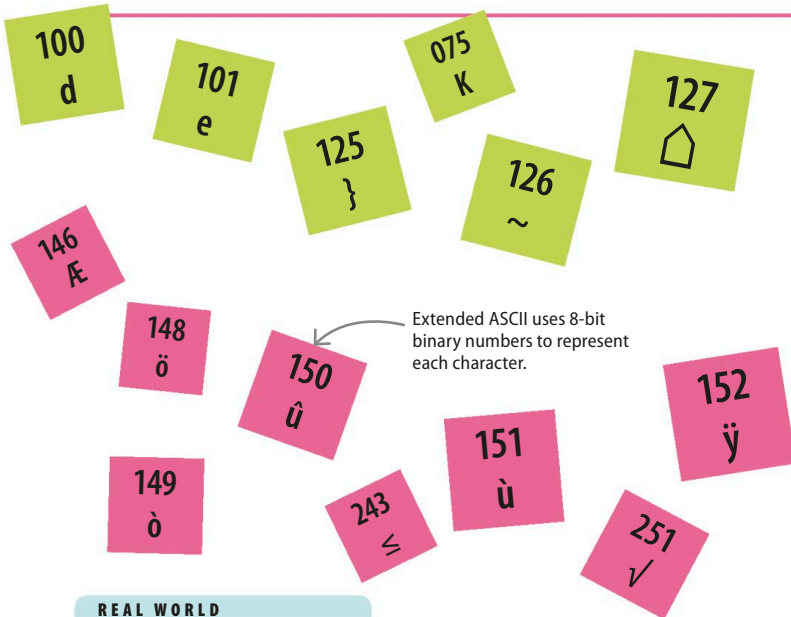 100
d
101
e
075
K
125
}
126
~
127
⌂
146
Æ
148
ö
150
û
Extended ASCII uses 8-bit
binary numbers to represent
each character.
149
ò
243
≤
151
ù
152
ÿ
251
√
REAL WORLD